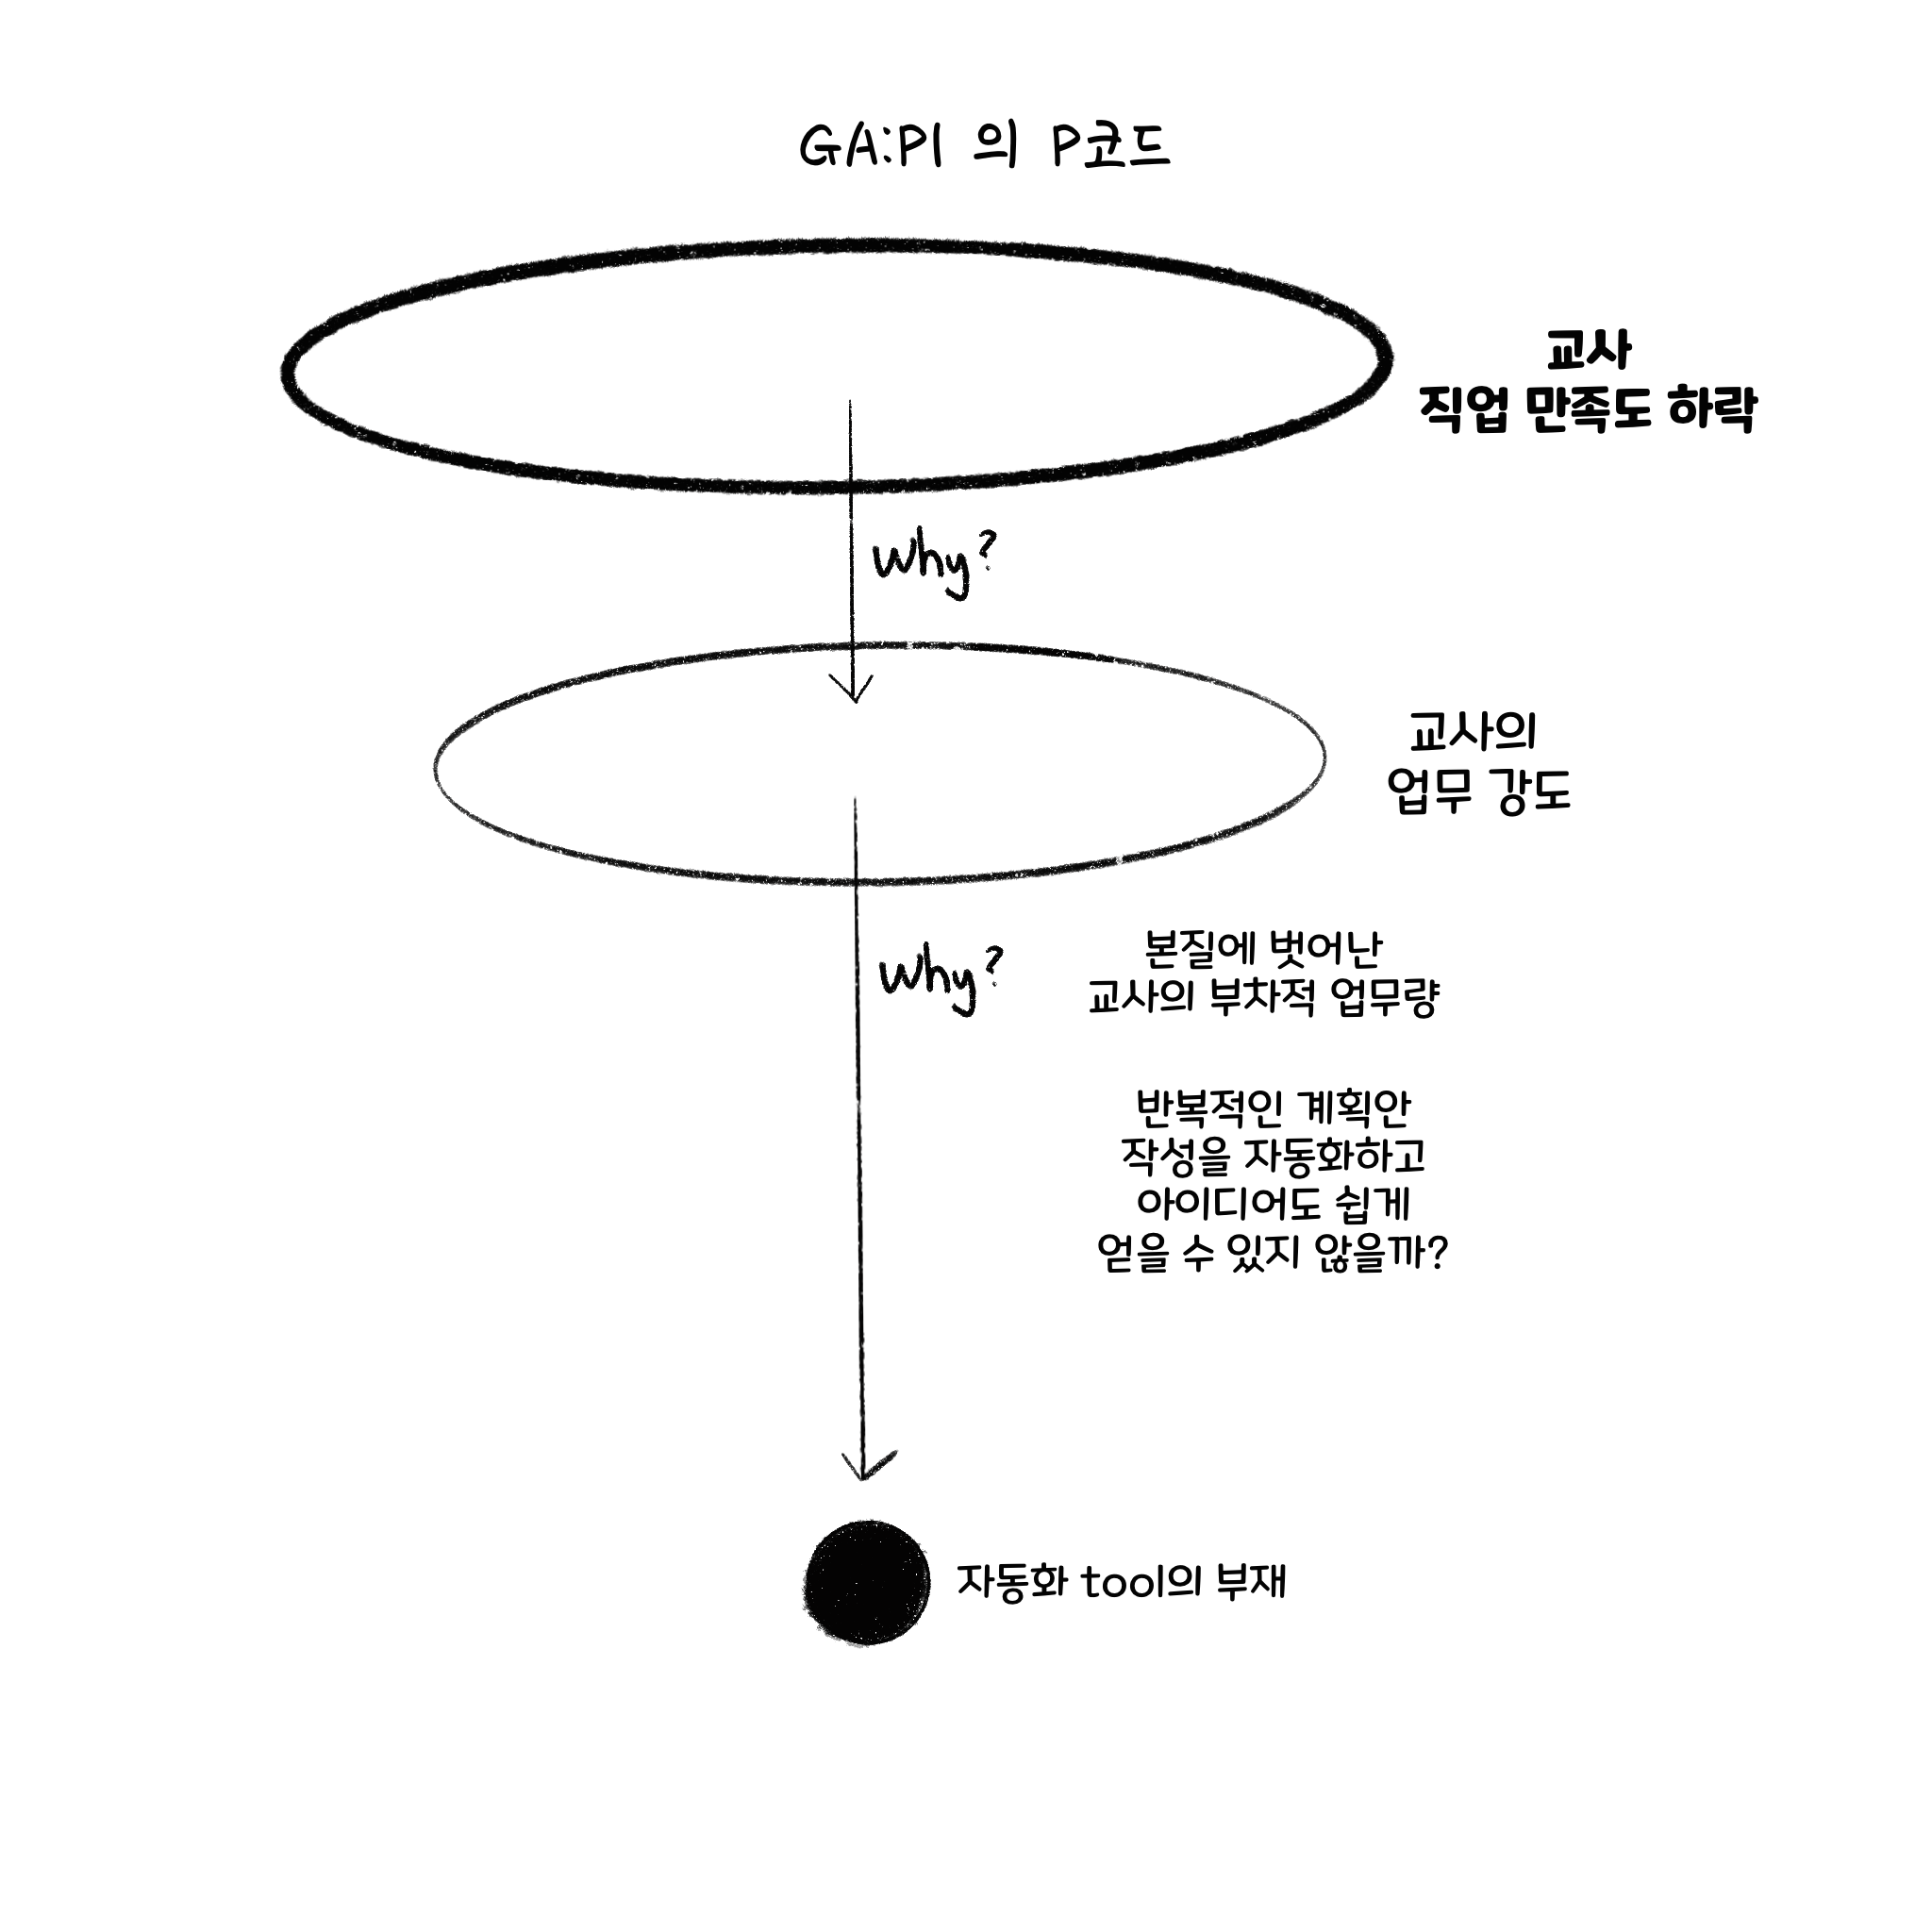 GA:PI 의 P코드
교사
직업 만족도 하락
Why?
교사의
업무 강도
Why?
본질에 벗어난
교사의 부차적 업무량
반복적인 계획안
작성을 자동화하고
아이디어도 쉽게
얻을 수 있지 않을까?
자동화 tool의 부재